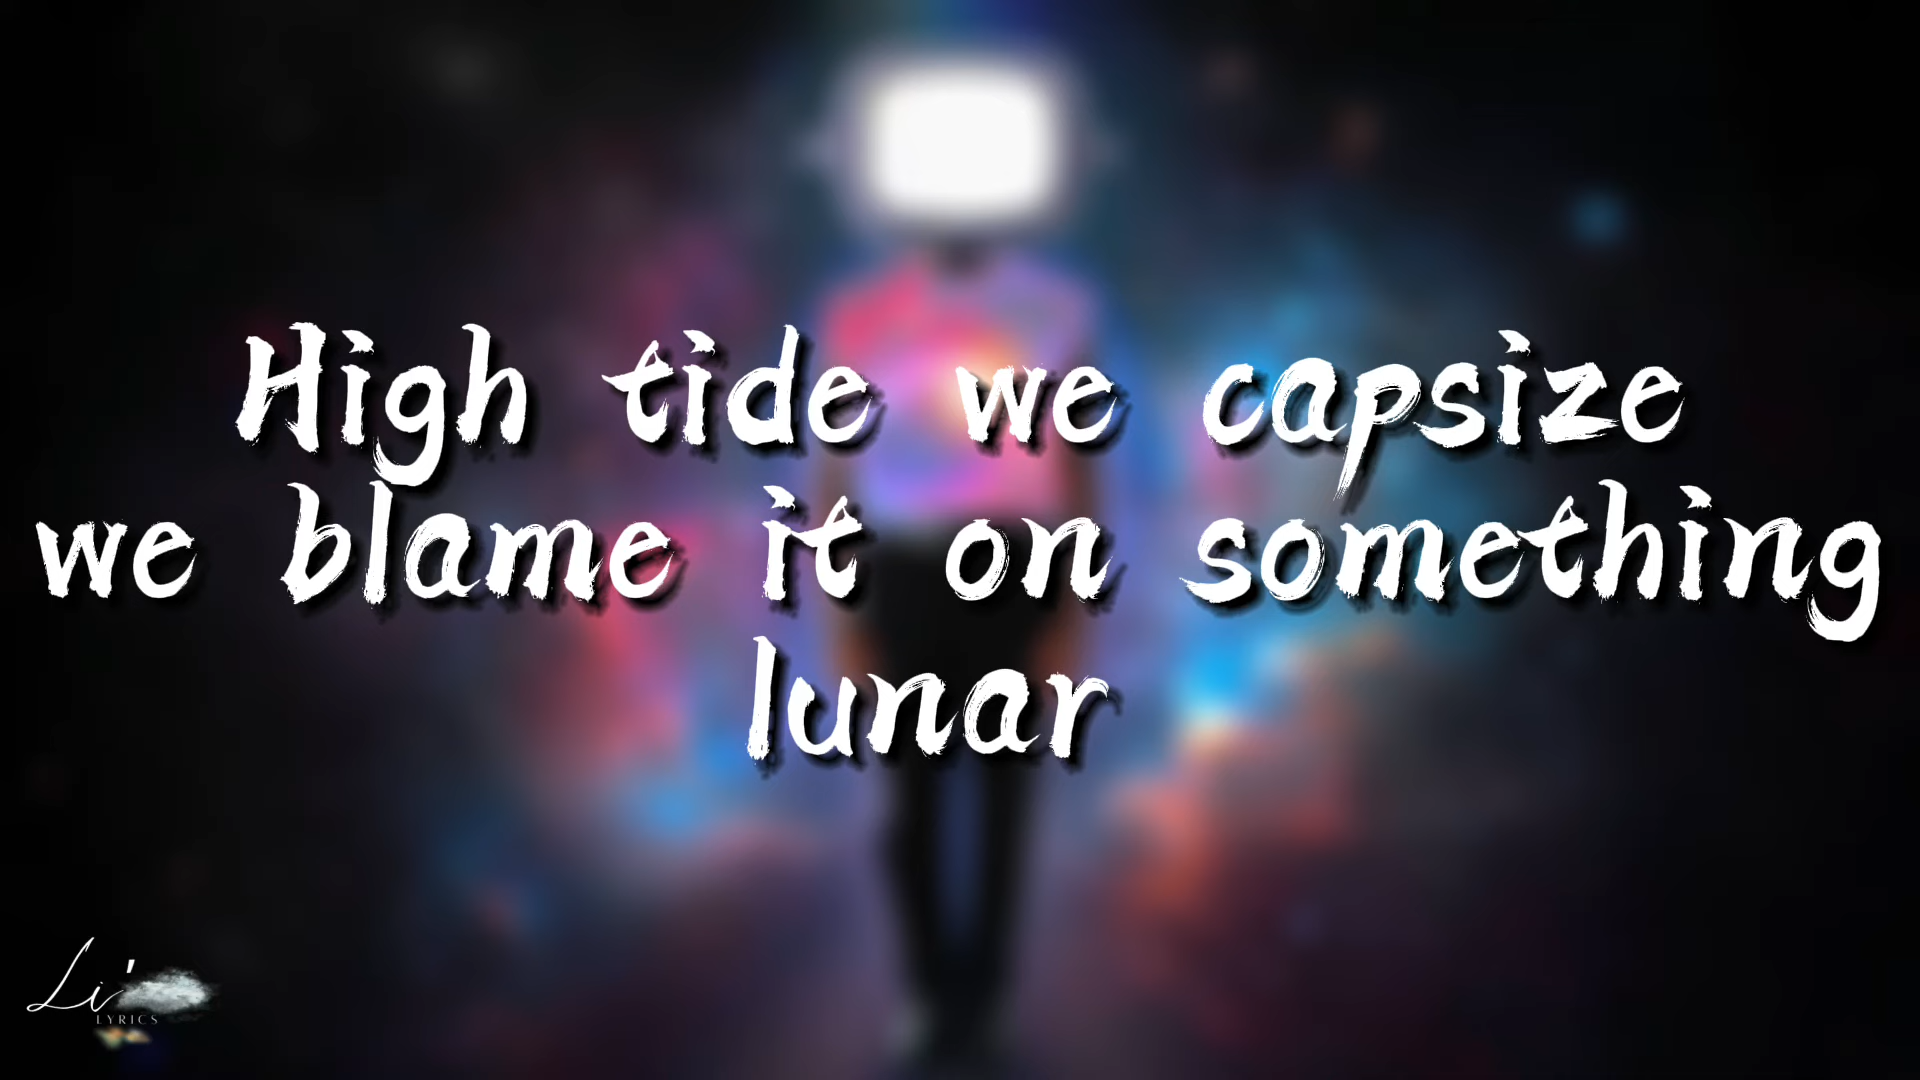 High tide we capsize
we blame it on something
lunar
Li'
LYRICS